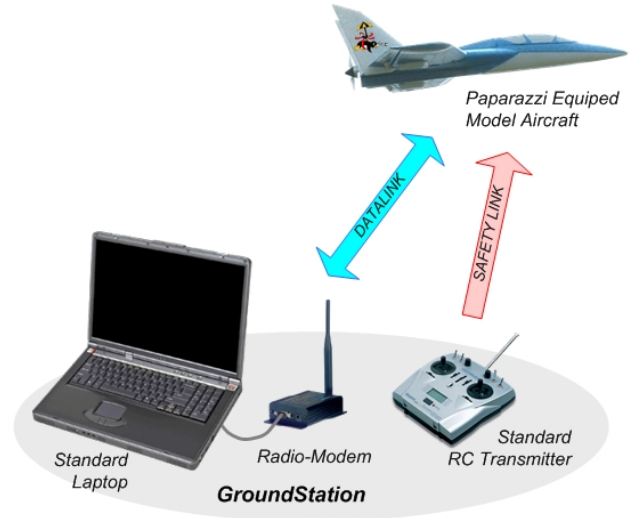 Paparazzi Equiped
Model Aircraft
DATALINK
SAFETY LINK
Standard
Laptop
Radio-Modem
Standard
RC Transmitter
GroundStation